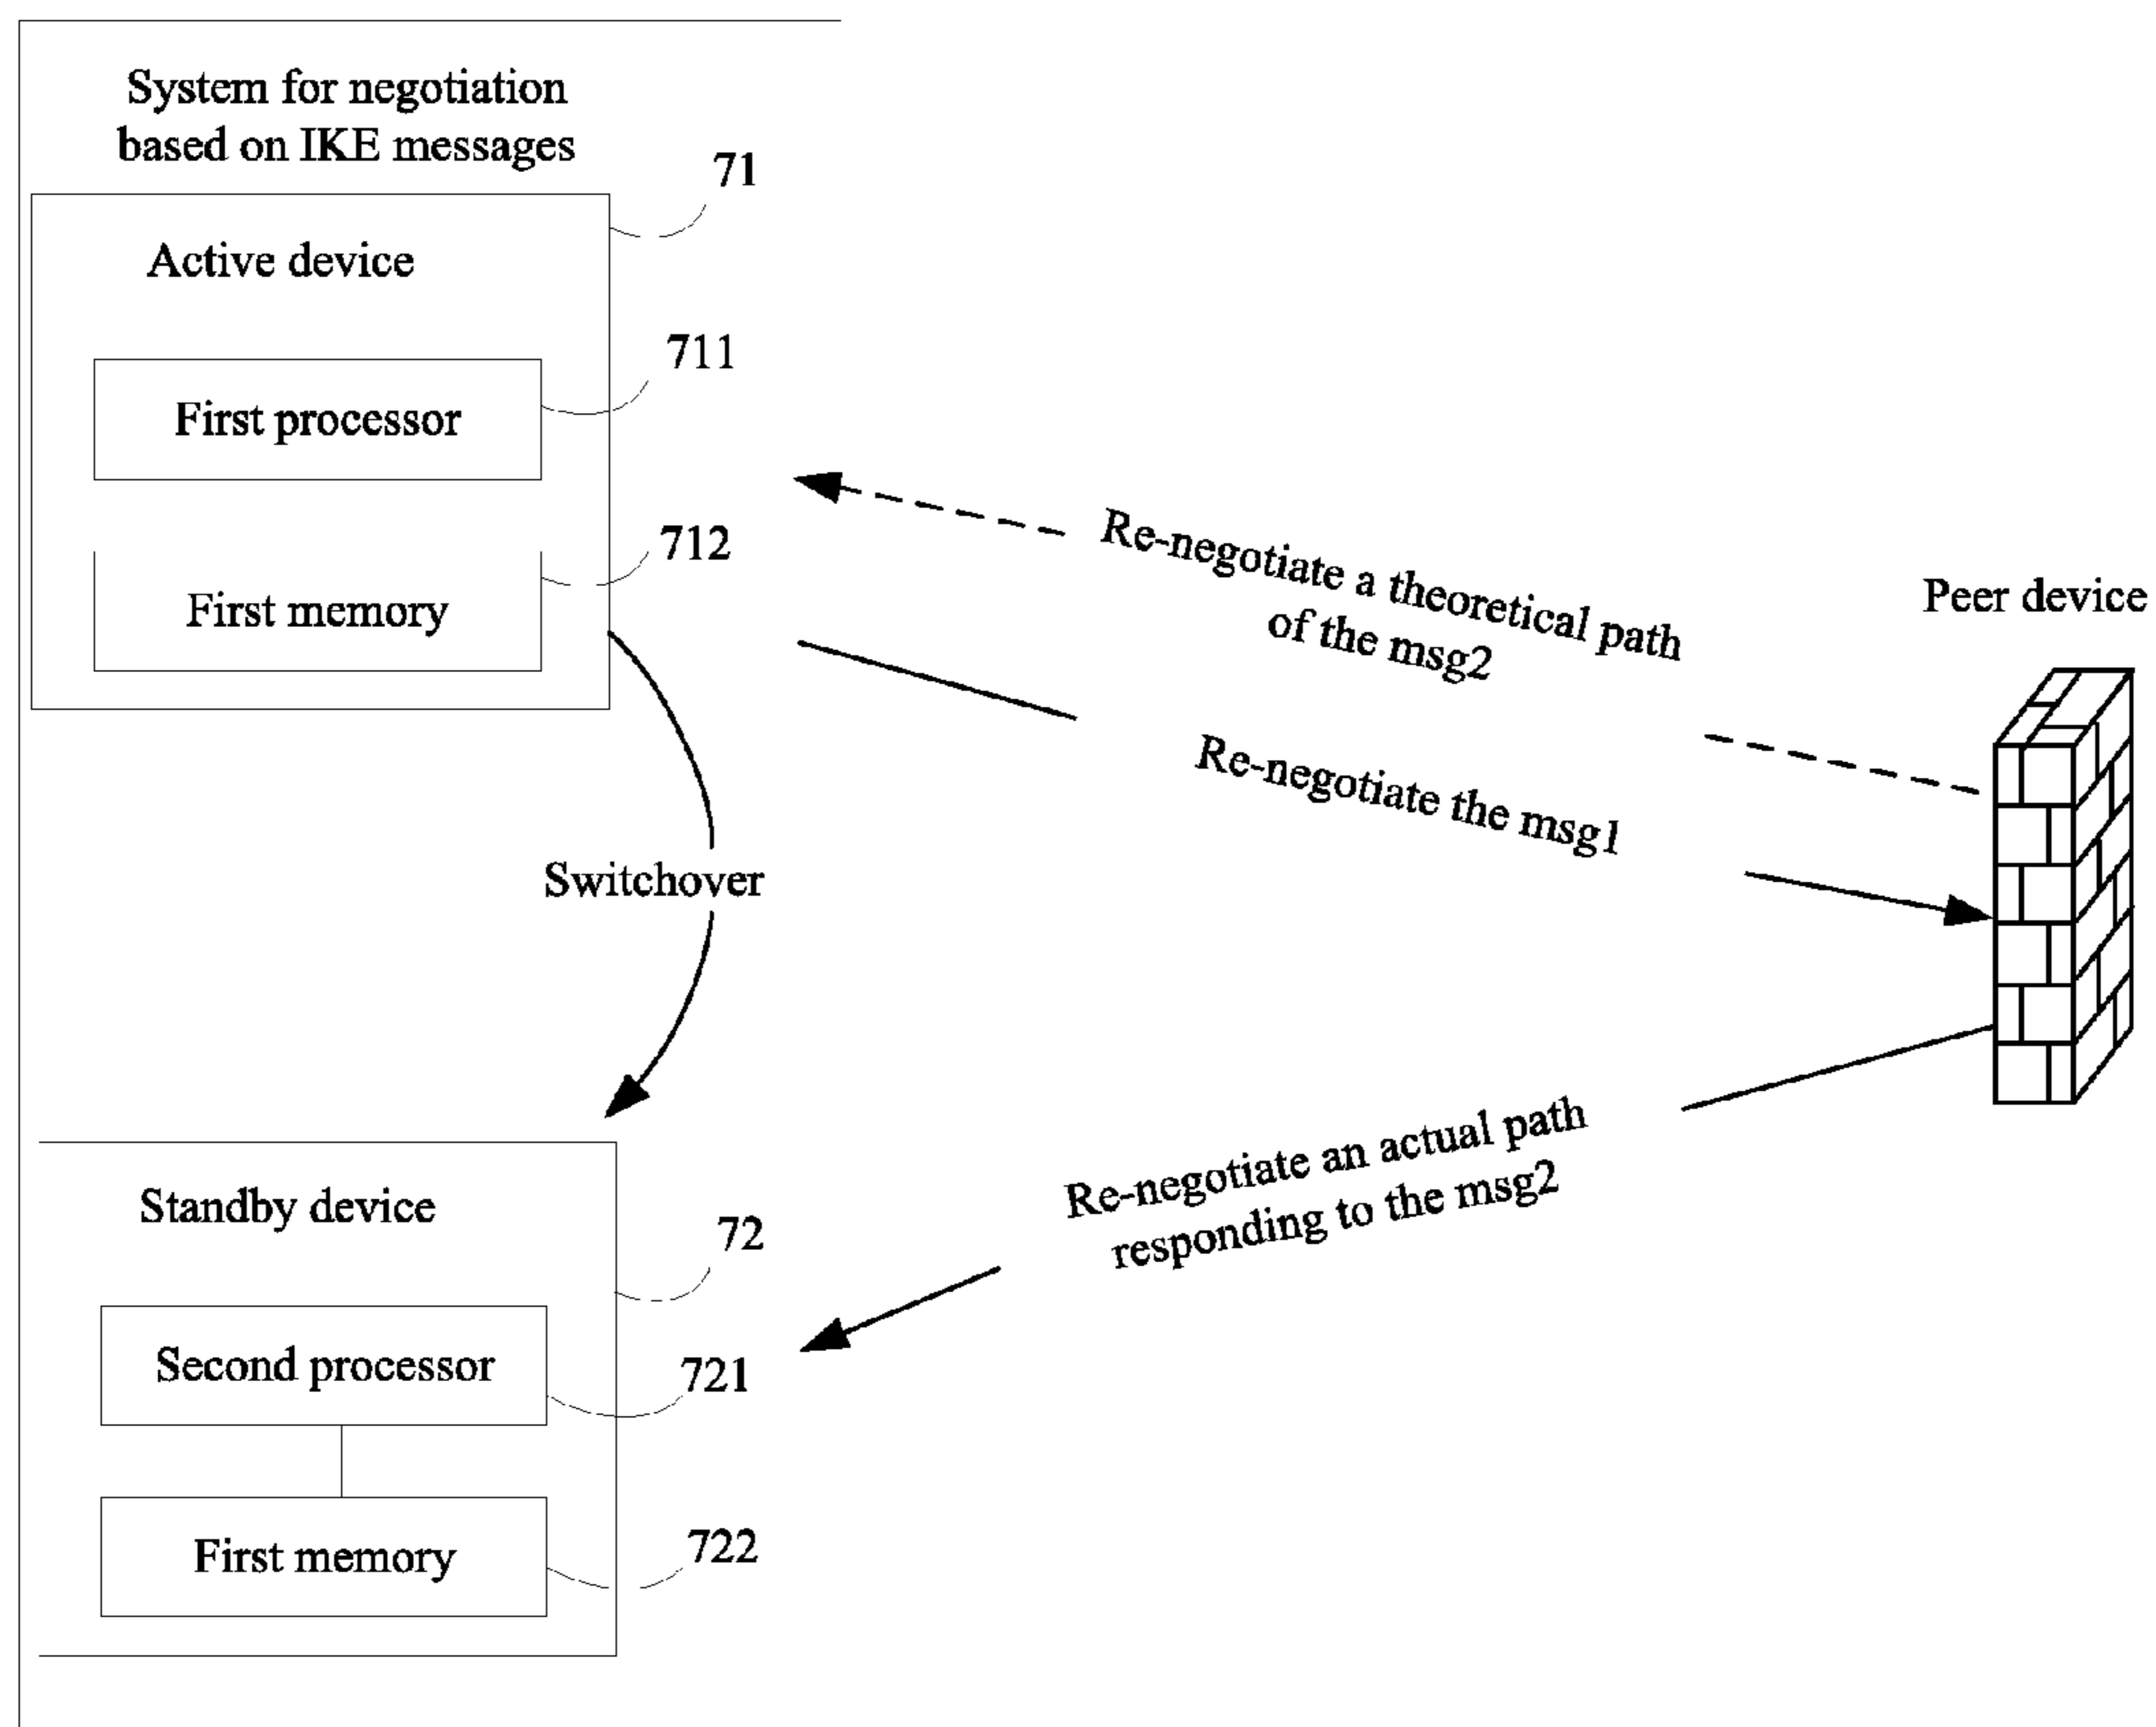 System for negotiation
based on IKE messages
71
Active device
711
First processor
712
First memory
Re-negotiate a theoretical path
of the msg2
Peer device
Re-negotiate the msg1
Switchover
Re-negotiate an actual path
responding to the msg2
Standby device
72
Second processor
721
First memory
722